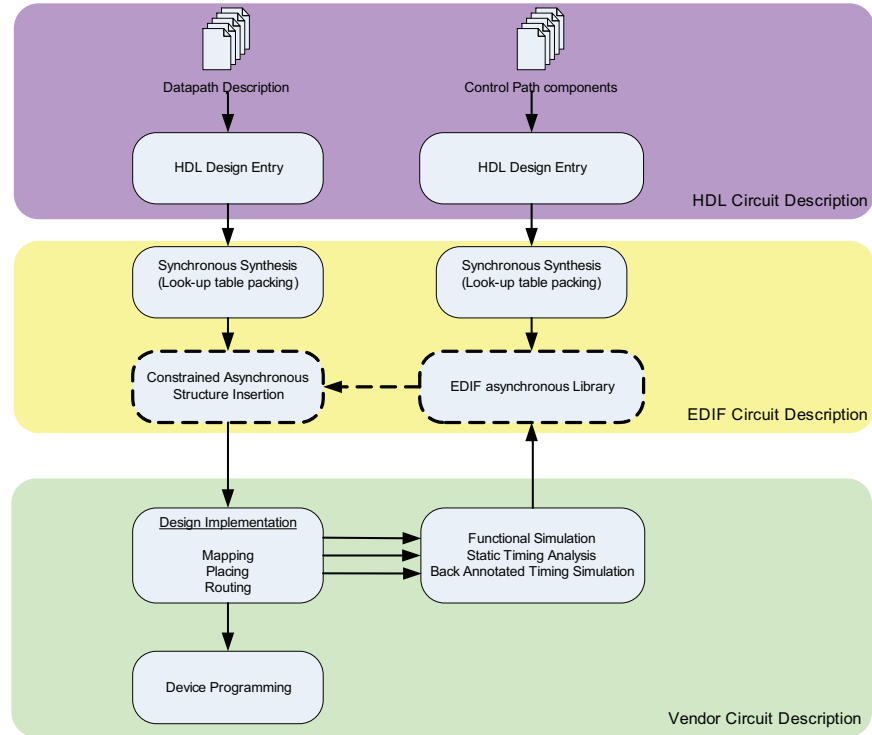 Datapath Description
Control Path components
HDL Design Entry
HDL Design Entry
HDL Circuit Description
Synchronous Synthesis
(Look-up table packing)
Synchronous Synthesis
(Look-up table packing)
Constrained Asynchronous
Structure Insertion
EDIF asynchronous Library
EDIF Circuit Description
Design Implementation
Mapping
Placing
Routing
Functional Simulation
Static Timing Analysis
Back Annotated Timing Simulation
Device Programming
Vendor Circuit Description